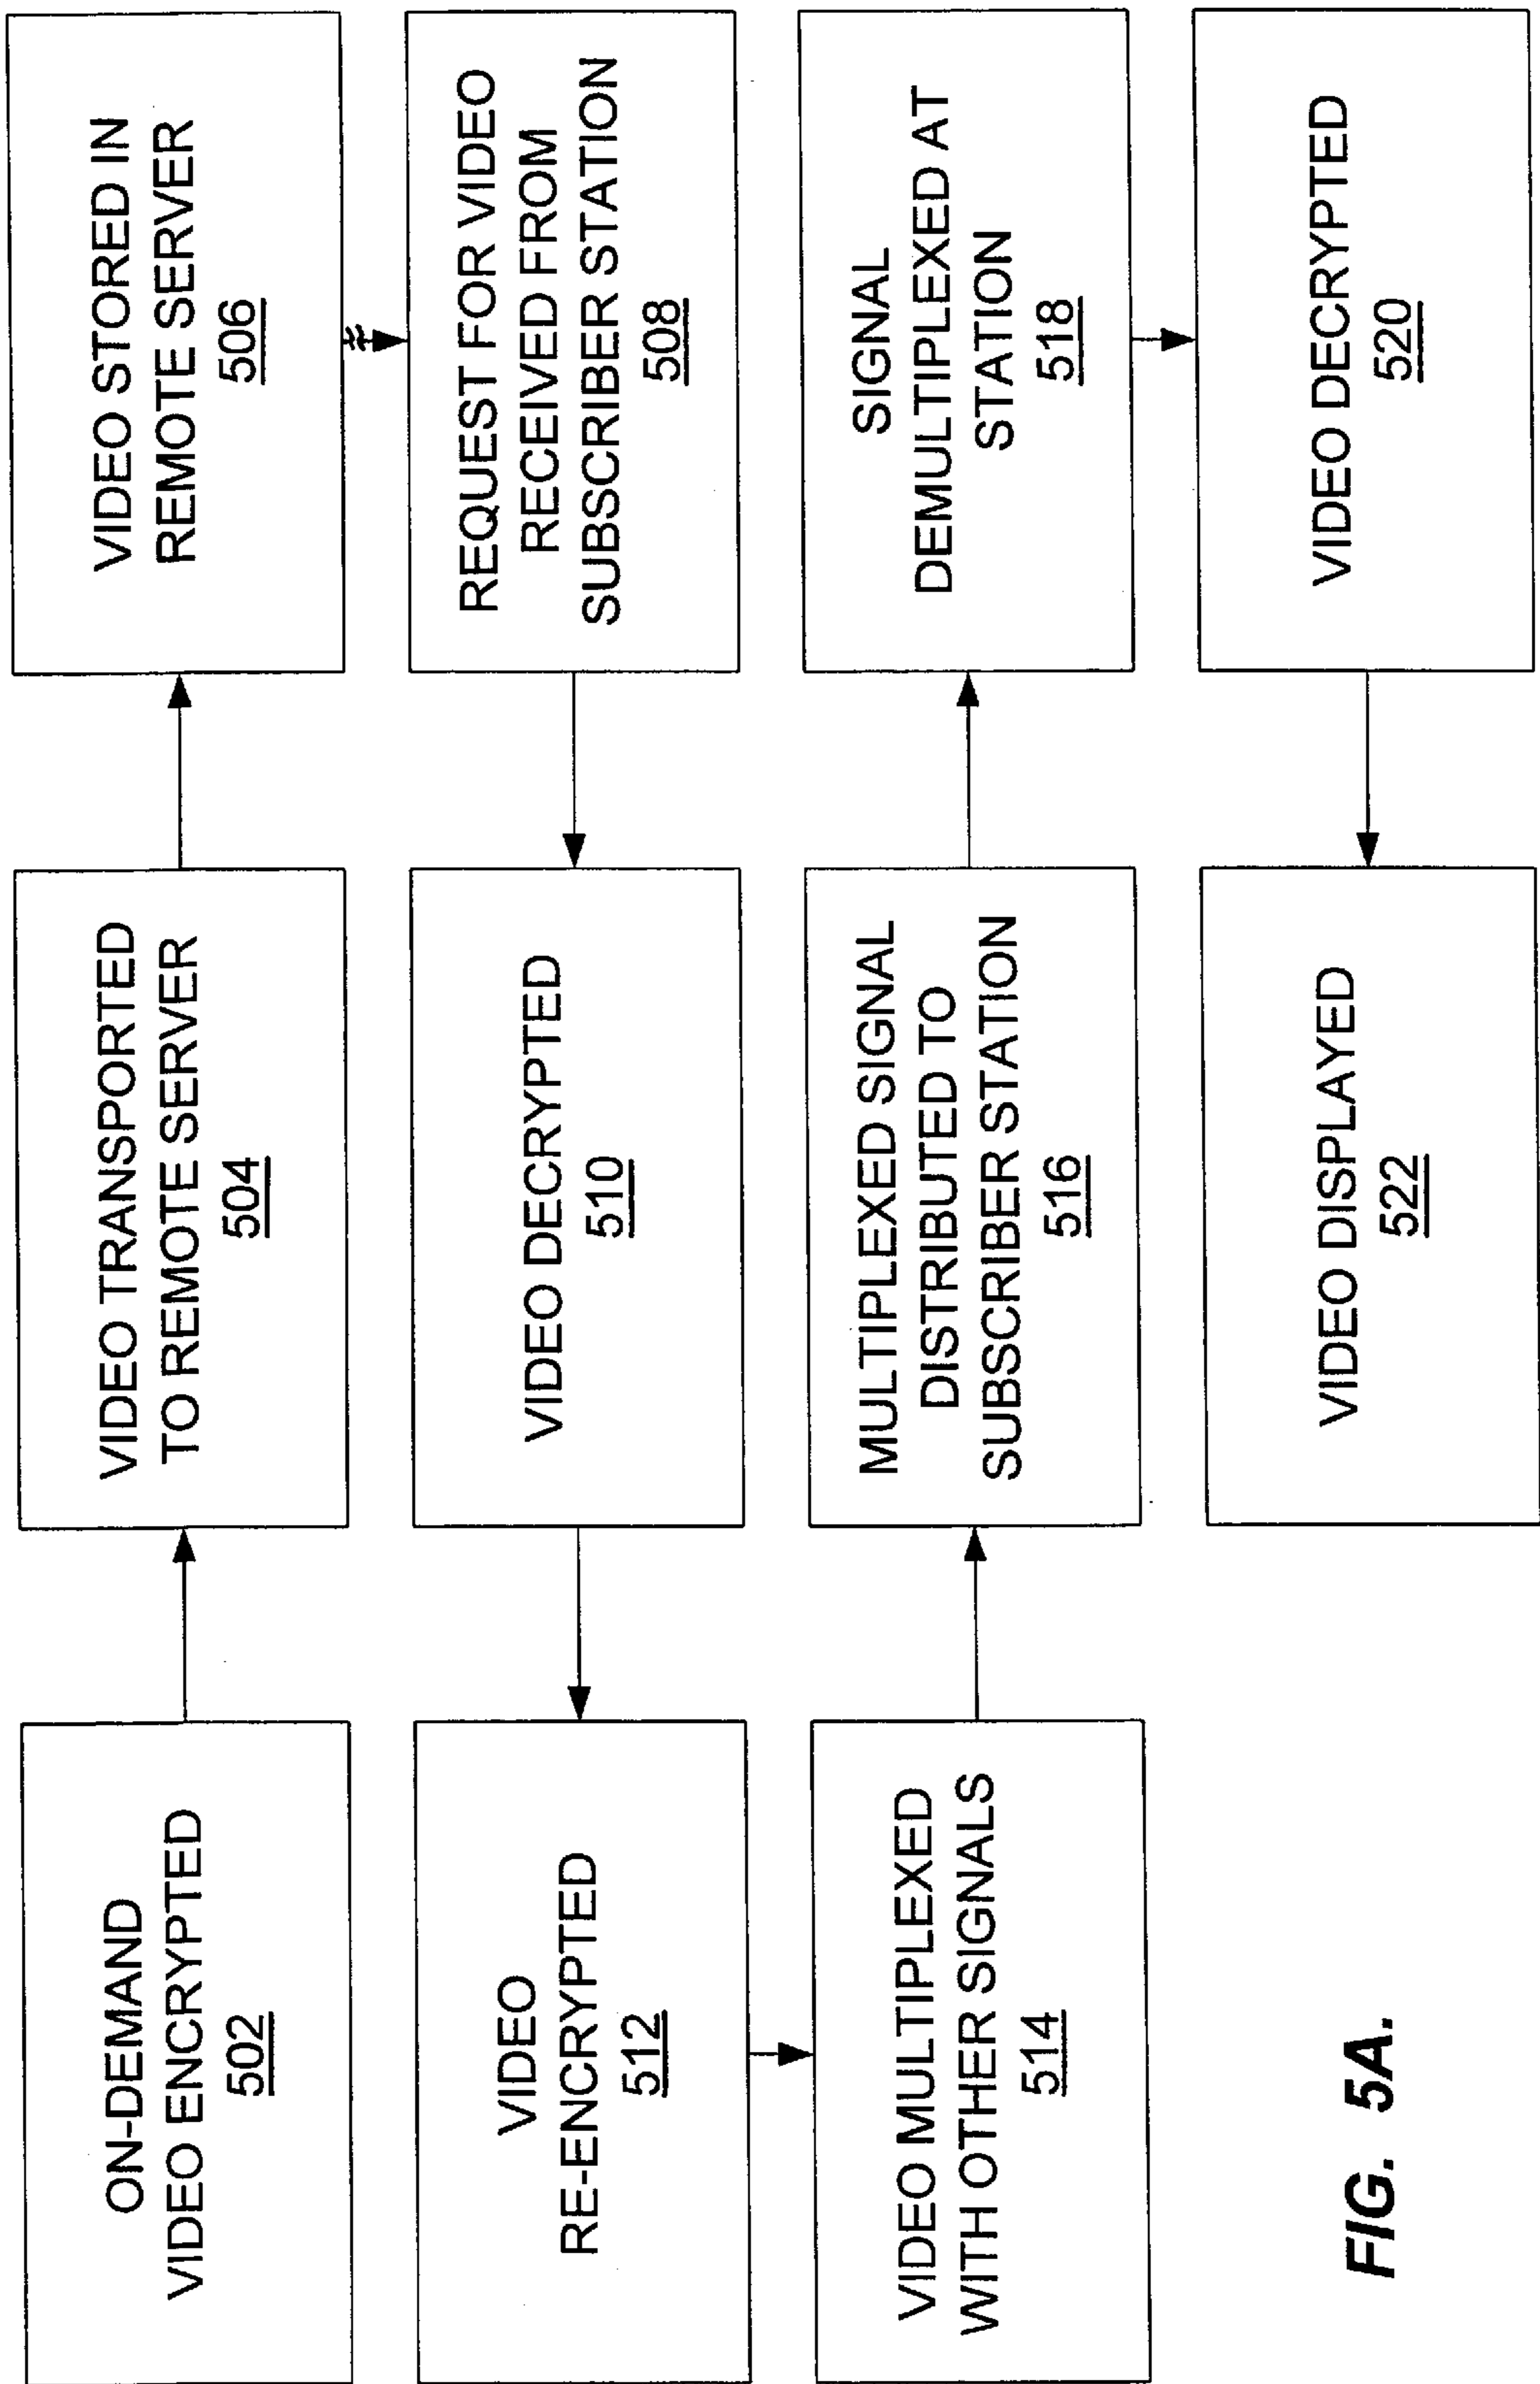 ON-DEMAND
VIDEO ENCRYPTED
502
VIDEO TRANSPORTED
TO REMOTE SERVER
504
VIDEO STORED IN
REMOTE SERVER
506
REQUEST FOR VIDEO
RECEIVED FROM
SUBSCRIBER STATION
508
VIDEO DECRYPTED
510
VIDEO
RE-ENCRYPTED
512
VIDEO MULTIPLEXED
WITH OTHER SIGNALS
514
MULTIPLEXED SIGNAL
DISTRIBUTED TO
SUBSCRIBER STATION
516
SIGNAL
DEMULTIPLEXED AT
STATION
518
VIDEO DECRYPTED
520
VIDEO DISPLAYED
522
FIG. 5A.